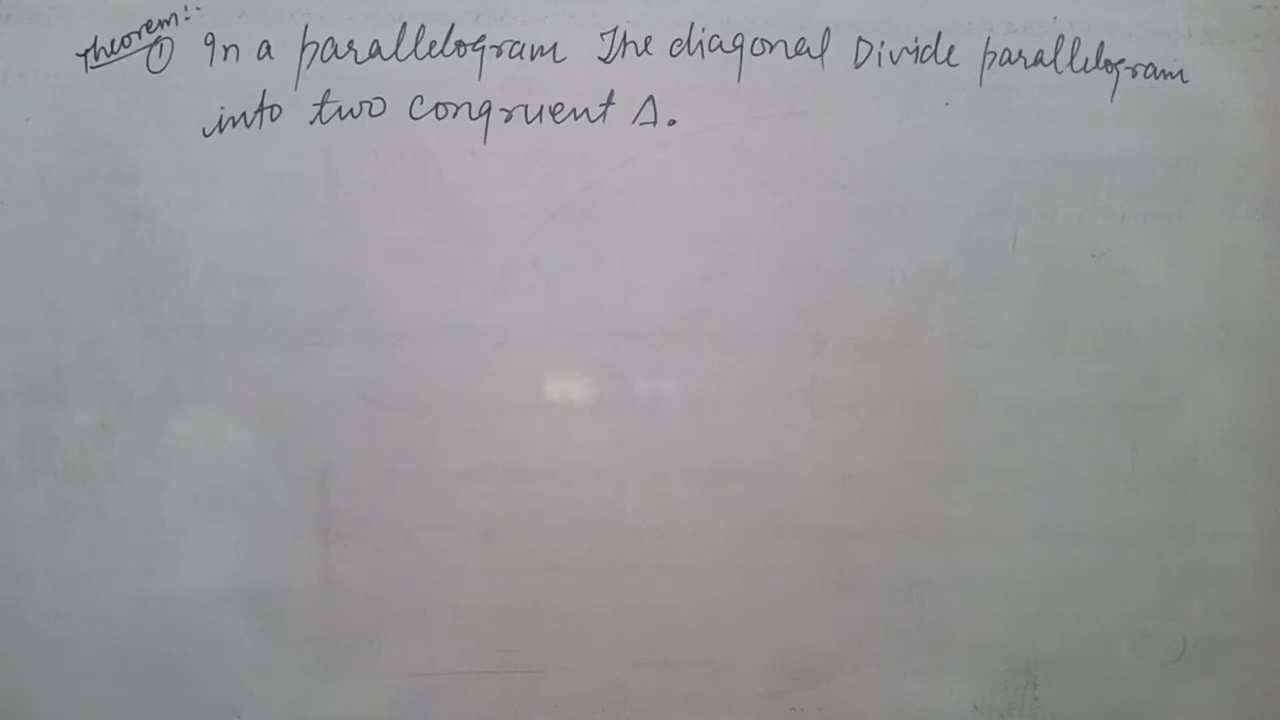 Theorem:-
① In a parallelogram The diagonal Divide parallelogram
into two congruent Δ.